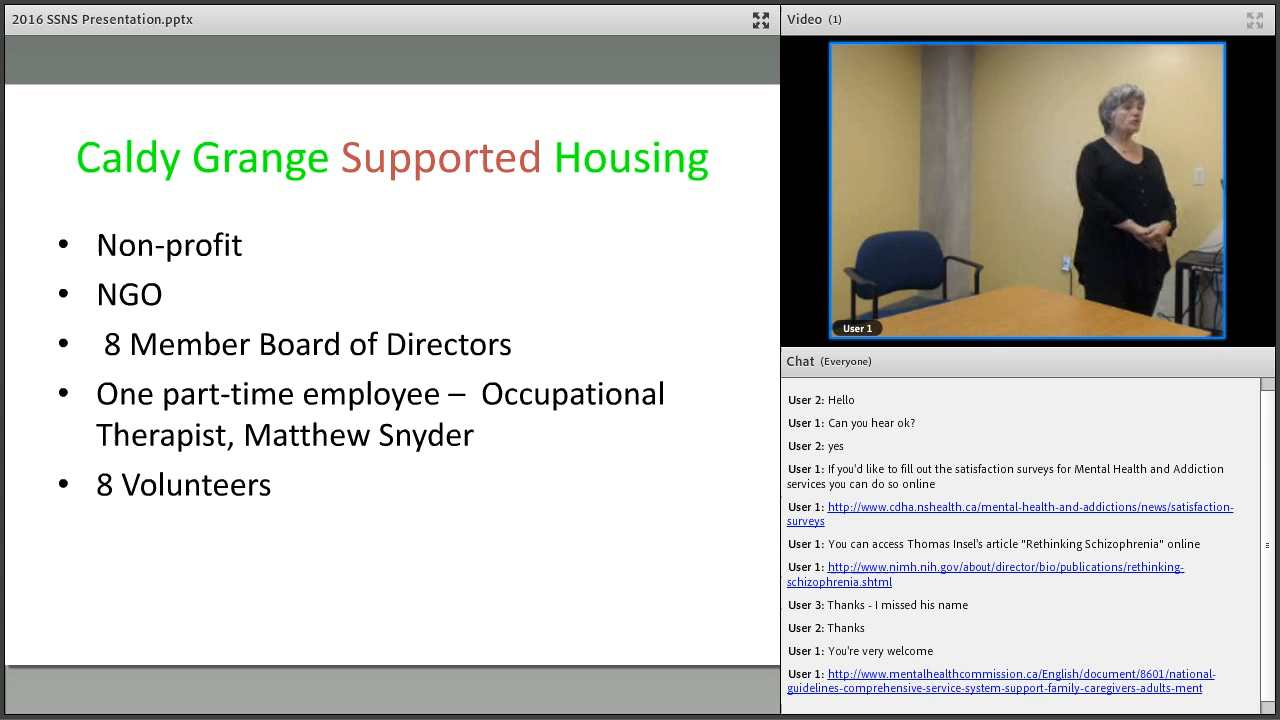 2016 SSNS Presentation.pptx
Caldy Grange Supported Housing
• Non-profit
• NGO
• 8 Member Board of Directors
• One part-time employee – Occupational
Therapist, Matthew Snyder
• 8 Volunteers
Video (1)
User 1
Chat (Everyone)
User 2: Hello
User 1: Can you hear ok?
User 2: yes
User 1: If you'd like to fill out the satisfaction surveys for Mental Health and Addiction
services you can do so online
User 1: http://www.cdha.nshealth.ca/mental-health-and-addictions/news/satisfaction-
surveys
User 1: You can access Thomas Insel's article "Rethinking Schizophrenia" online
User 1: http://www.nimh.nih.gov/about/director/bio/publications/rethinking-
schizophrenia.shtml
User 3: Thanks - I missed his name
User 2: Thanks
User 1: You're very welcome
User 1: http://www.mentalhealthcommission.ca/English/document/8601/national-
guidelines-comprehensive-service-system-support-family-caregivers-adults-ment